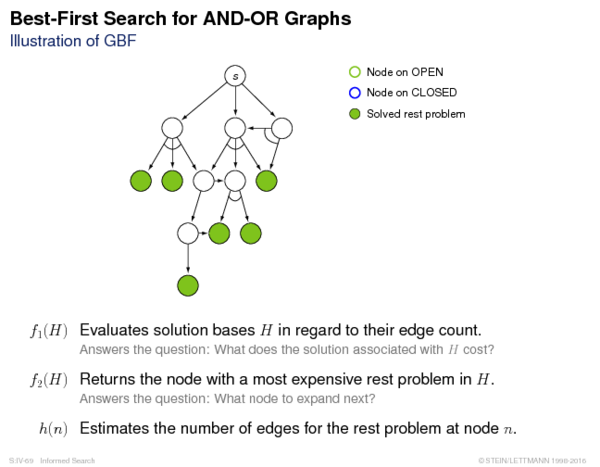 Best-First Search for AND-OR Graphs
Illustration of GBF
s
Node on OPEN
Node on CLOSED
Solved rest problem
f₁(H) Evaluates solution bases H in regard to their edge count.
Answers the question: What does the solution associated with H cost?
f₂(H) Returns the node with a most expensive rest problem in H.
Answers the question: What node to expand next?
h(n) Estimates the number of edges for the rest problem at node n.
S:IV-69 Informed Search © STEIN/LETTMANN 1998-2016